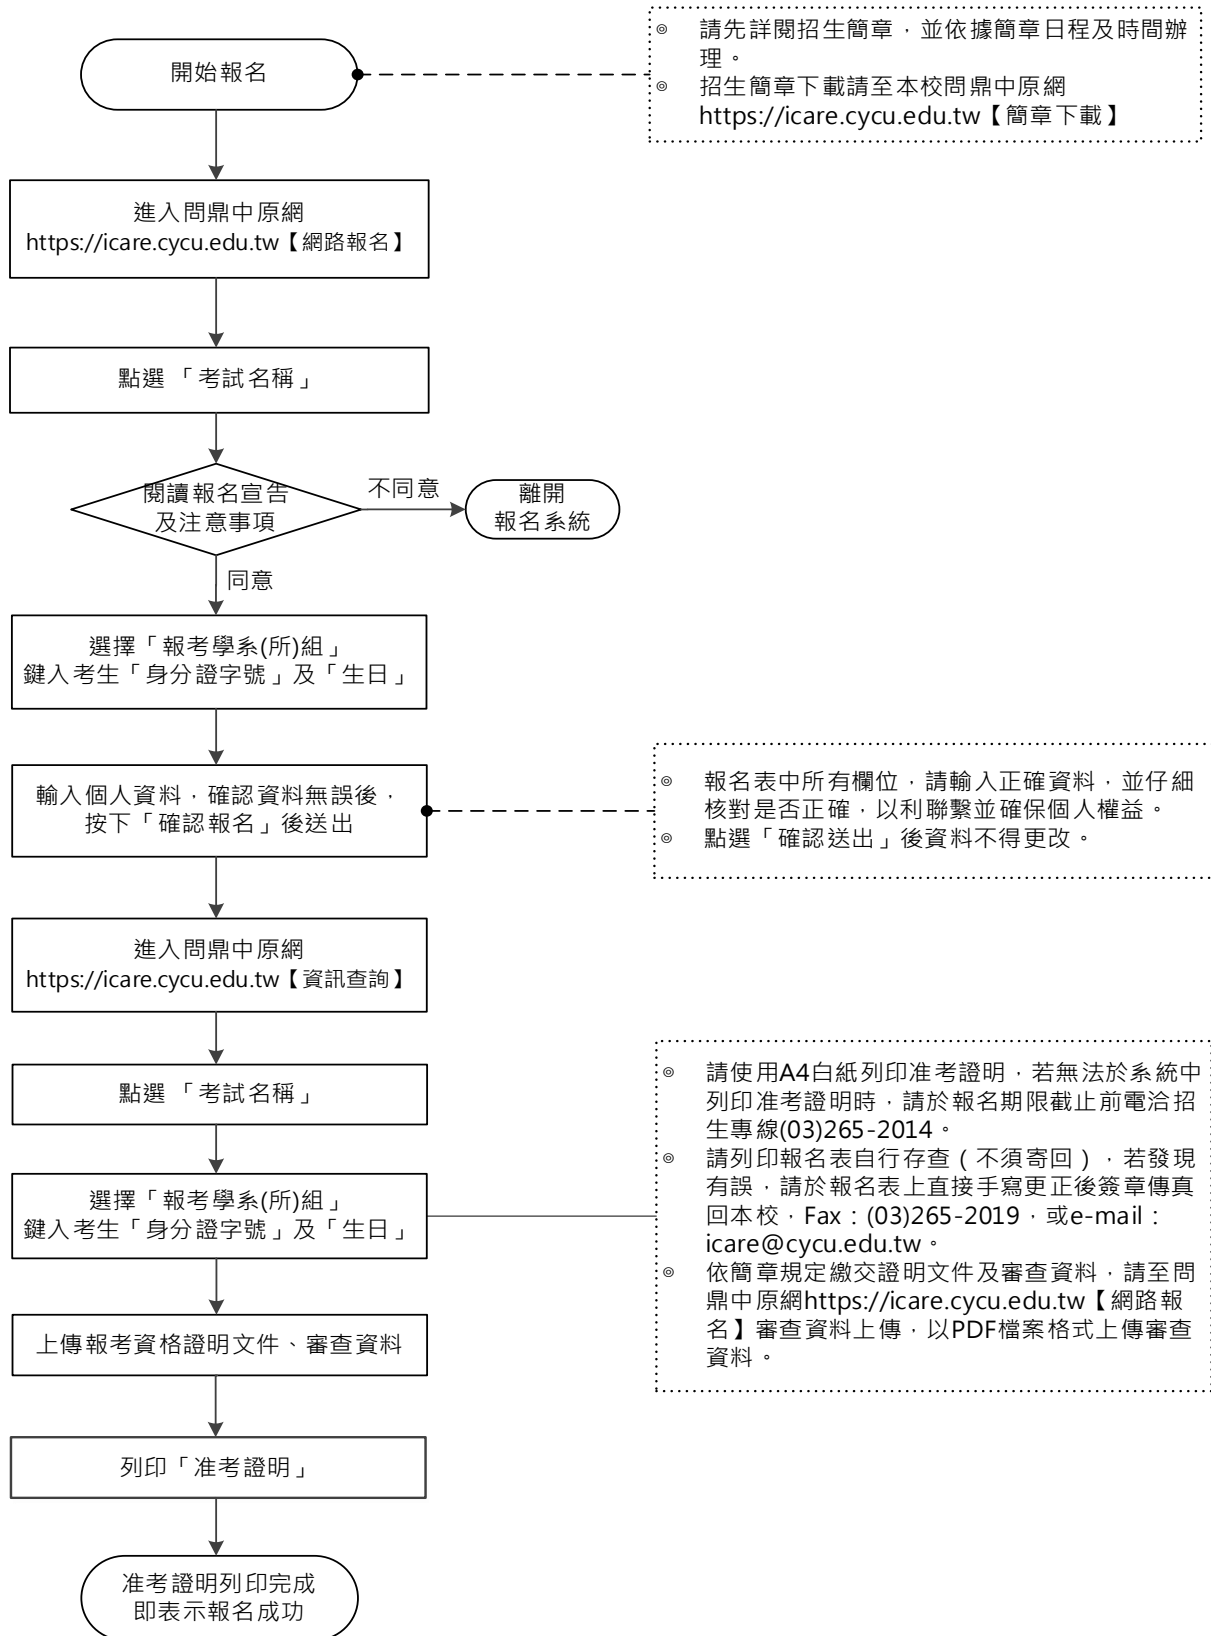 開始報名
◎ 請先詳閱招生簡章，並依據簡章日程及時間辦
理。
◎ 招生簡章下載請至本校問鼎中原網
https://icare.cycu.edu.tw【簡章下載】
進入問鼎中原網
https://icare.cycu.edu.tw【網路報名】
點選 「考試名稱」
閱讀報名宣告
及注意事項
不同意
離開
報名系統
同意
選擇「報考學系(所)組」
鍵入考生「身分證字號」及「生日」
輸入個人資料，確認資料無誤後，
按下「確認報名」後送出
◎ 報名表中所有欄位，請輸入正確資料，並仔細
核對是否正確，以利聯繫並確保個人權益。
◎ 點選「確認送出」後資料不得更改。
進入問鼎中原網
https://icare.cycu.edu.tw【資訊查詢】
點選 「考試名稱」
選擇「報考學系(所)組」
鍵入考生「身分證字號」及「生日」
◎ 請使用A4白紙列印准考證明，若無法於系統中
列印准考證明時，請於報名期限截止前電洽招
生專線(03)265-2014。
◎ 請列印報名表自行存查（不須寄回），若發現
有誤，請於報名表上直接手寫更正後簽章傳真
回本校，Fax：(03)265-2019，或e-mail：
icare@cycu.edu.tw。
◎ 依簡章規定繳交證明文件及審查資料，請至問
鼎中原網https://icare.cycu.edu.tw【網路報
名】審查資料上傳，以PDF檔案格式上傳審查
資料。
上傳報考資格證明文件、審查資料
列印「准考證明」
准考證明列印完成
即表示報名成功